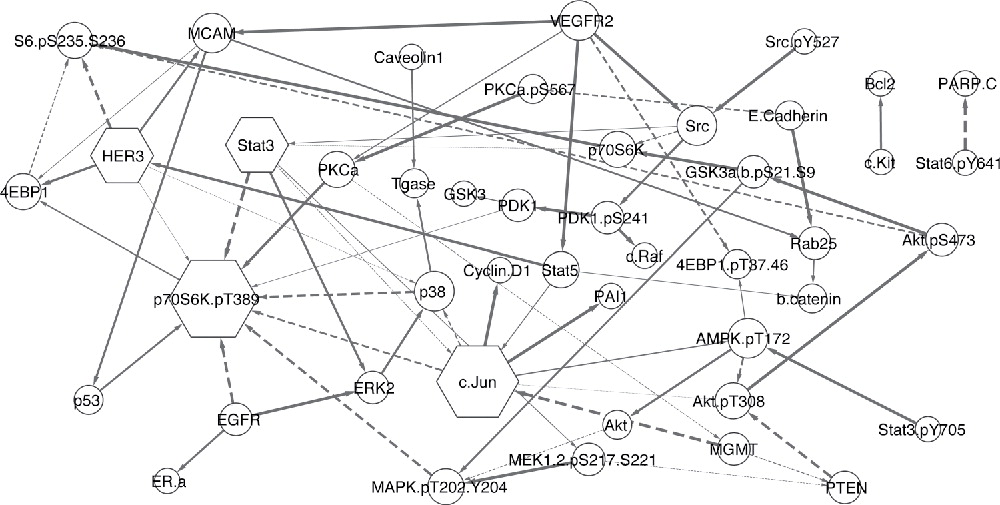 VEGFR2
MCAM
S6.pS235.S236
Src.pY527
Caveolin1
Bcl2
PARP.C
PKCa.pS567
E.Cadherin
Src
Stat3
p70S6K
HER3
c.Kit
Stat6.pY641
PKCa
GSK3a.b.pS21.S9
Tgase
4EBP1
GSK3
PDK1
PDK1.pS241
Rab25
Akt.pS473
c.Raf
4EBP1.pT37.46
Cyclin.D1
Stat5
p38
PAI1
b.catenin
p70S6K.pT389
AMPK.pT172
c.Jun
ERK2
p53
Akt.pT308
EGFR
Akt
Stat3.pY705
MGMT
MEK1.2.pS217.S221
ER.a
MAPK.pT202.Y204
PTEN